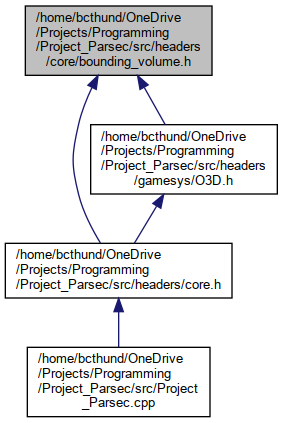 /home/bcthund/OneDrive
/Projects/Programming
/Project_Parsec/src/headers
/core/bounding_volume.h
/home/bcthund/OneDrive
/Projects/Programming
/Project_Parsec/src/headers
/gamesys/O3D.h
/home/bcthund/OneDrive
/Projects/Programming
/Project_Parsec/src/headers/core.h
/home/bcthund/OneDrive
/Projects/Programming
/Project_Parsec/src/Project
_Parsec.cpp